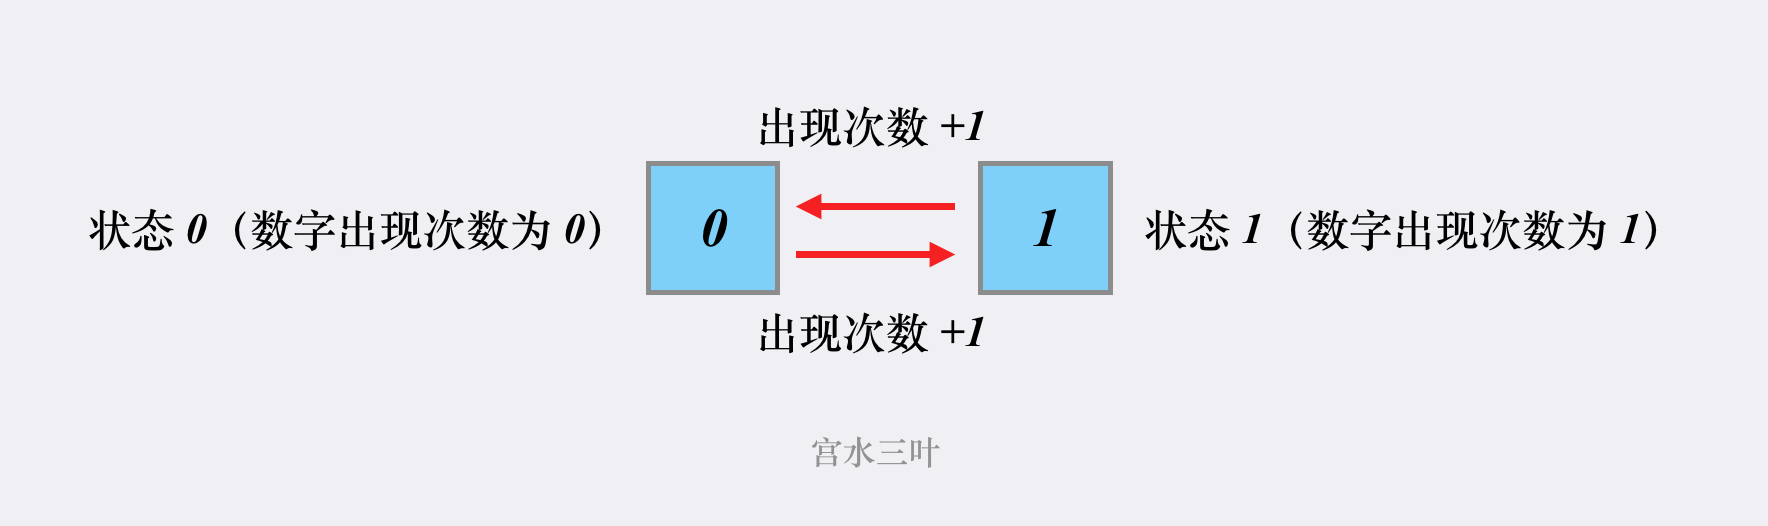 出现次数 +1
状态 0（数字出现次数为 0）
0
1
状态 1（数字出现次数为 1）
出现次数 +1
宫水三叶